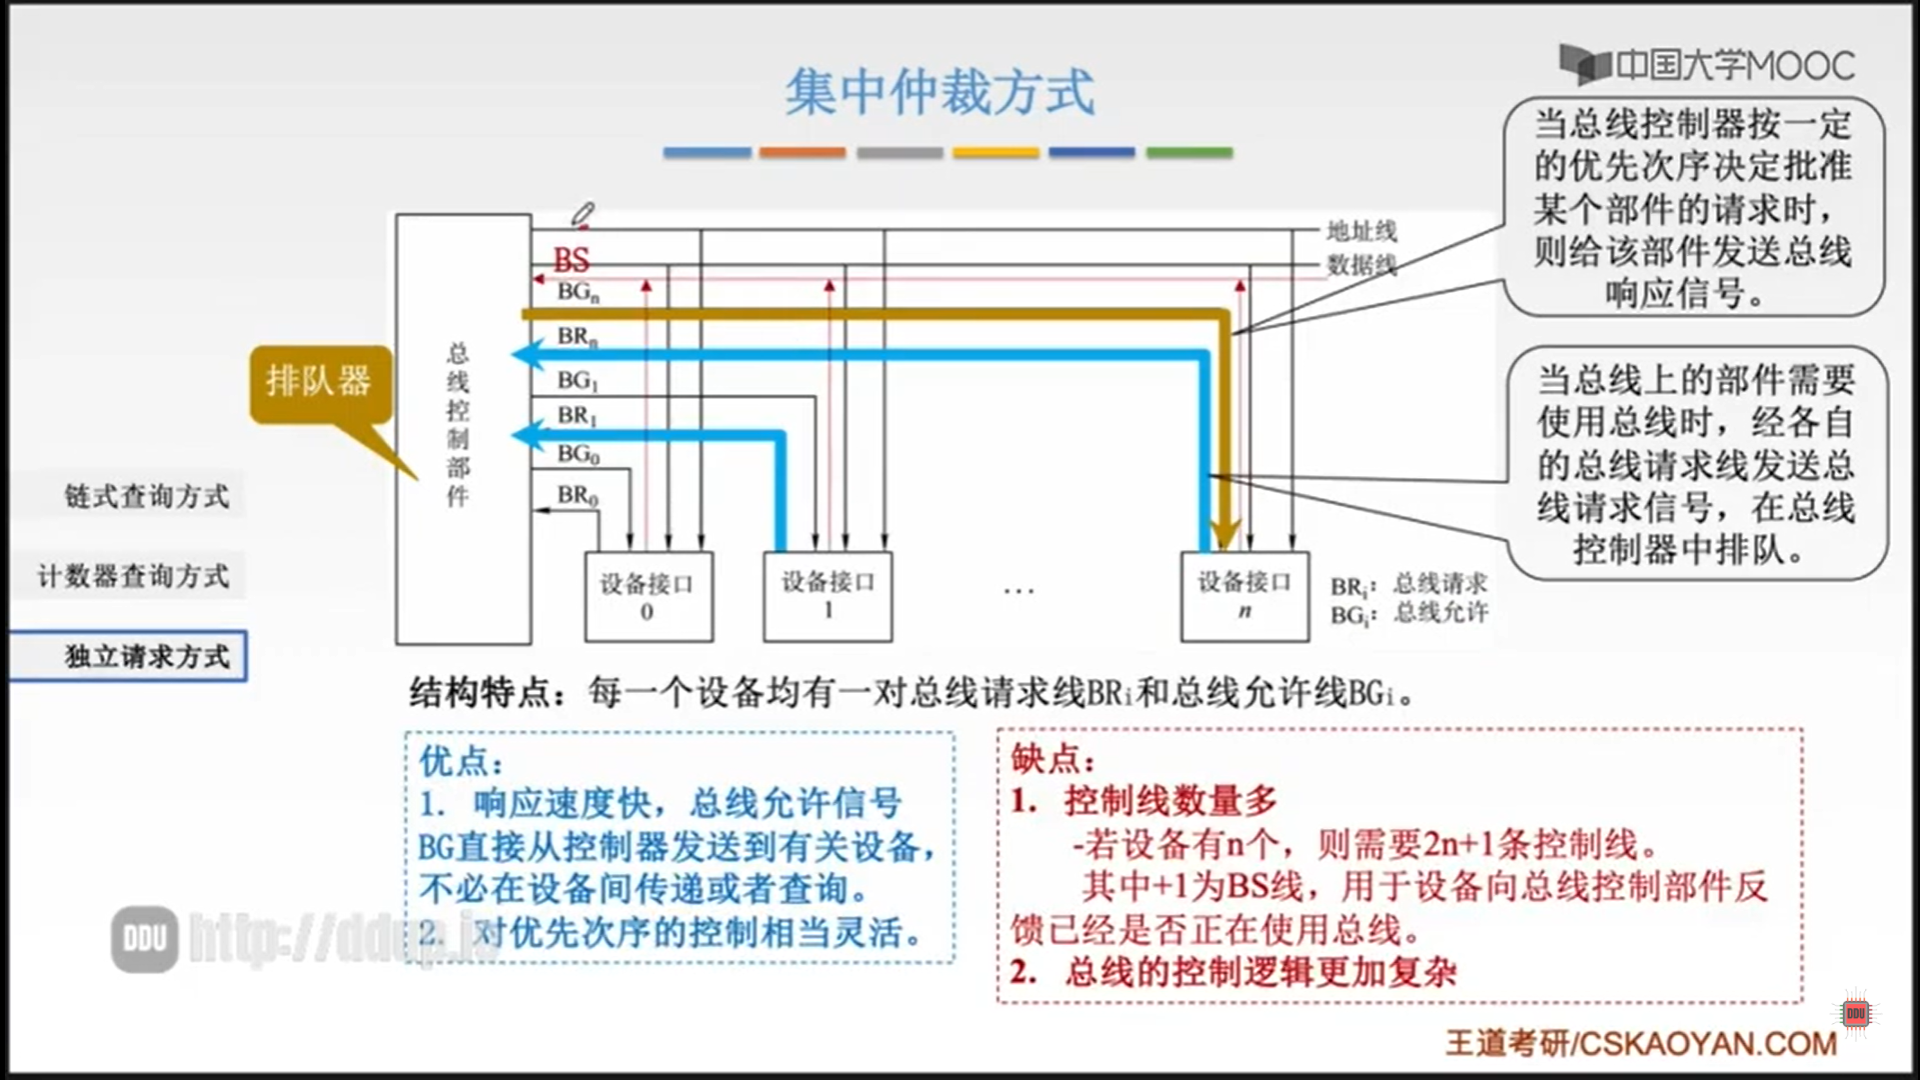 集中仲裁方式
中国大学MOOC
当总线控制器按一定
的优先次序决定批准
某个部件的请求时，
则给该部件发送总线
响应信号。
地址线
数据线
BS
BGn
BRn
BG1
BR1
BG0
BR0
总线控制部件
排队器
当总线上的部件需要
使用总线时，经各自
的总线请求线发送总
线请求信号，在总线
控制器中排队。
链式查询方式
计数器查询方式
独立请求方式
设备接口
0
设备接口
1
…
设备接口
n
BRi：总线请求
BGi：总线允许
结构特点：每一个设备均有一对总线请求线BRi和总线允许线BGi。
优点：
1. 响应速度快，总线允许信号
BG直接从控制器发送到有关设备，
不必在设备间传递或者查询。
2. 对优先次序的控制相当灵活。
缺点：
1. 控制线数量多
-若设备有n个，则需要2n+1条控制线。
其中+1为BS线，用于设备向总线控制部件反
馈已经是否正在使用总线。
2. 总线的控制逻辑更加复杂
DDU
DDU
王道考研/CSKAOYAN.COM